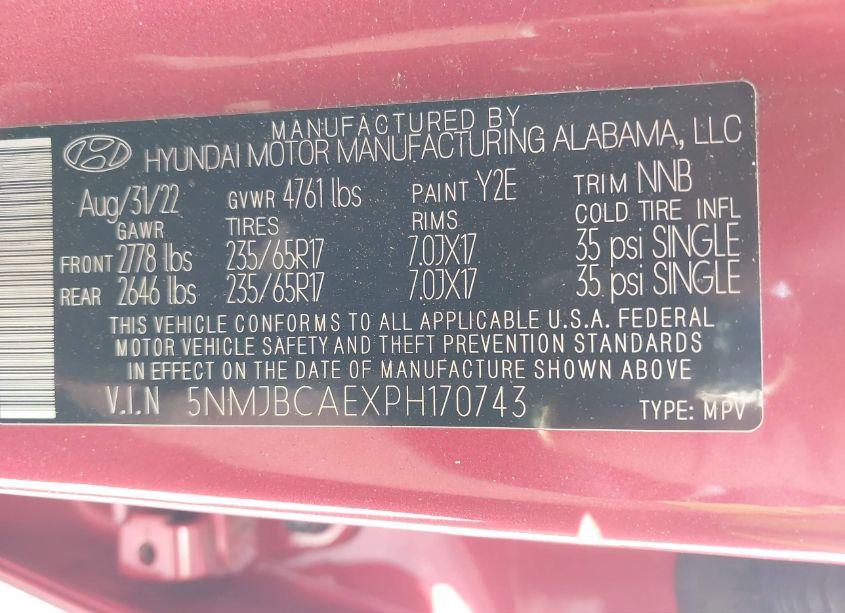 MANUFACTURED BY
HYUNDAI MOTOR MANUFACTURING ALABAMA, LLC
Aug/31/22 GVWR 4761 lbs PAINT Y2E TRIM NNB
GAWR TIRES RIMS COLD TIRE INFL
FRONT 2778 lbs 235/65R17 7.0JX17 35 psi SINGLE
REAR 2646 lbs 235/65R17 7.0JX17 35 psi SINGLE
THIS VEHICLE CONFORMS TO ALL APPLICABLE U.S.A. FEDERAL
MOTOR VEHICLE SAFETY AND THEFT PREVENTION STANDARDS
IN EFFECT ON THE DATE OF MANUFACTURE SHOWN ABOVE.
V.I.N 5NMJBCAEXPH170743 TYPE: MPV